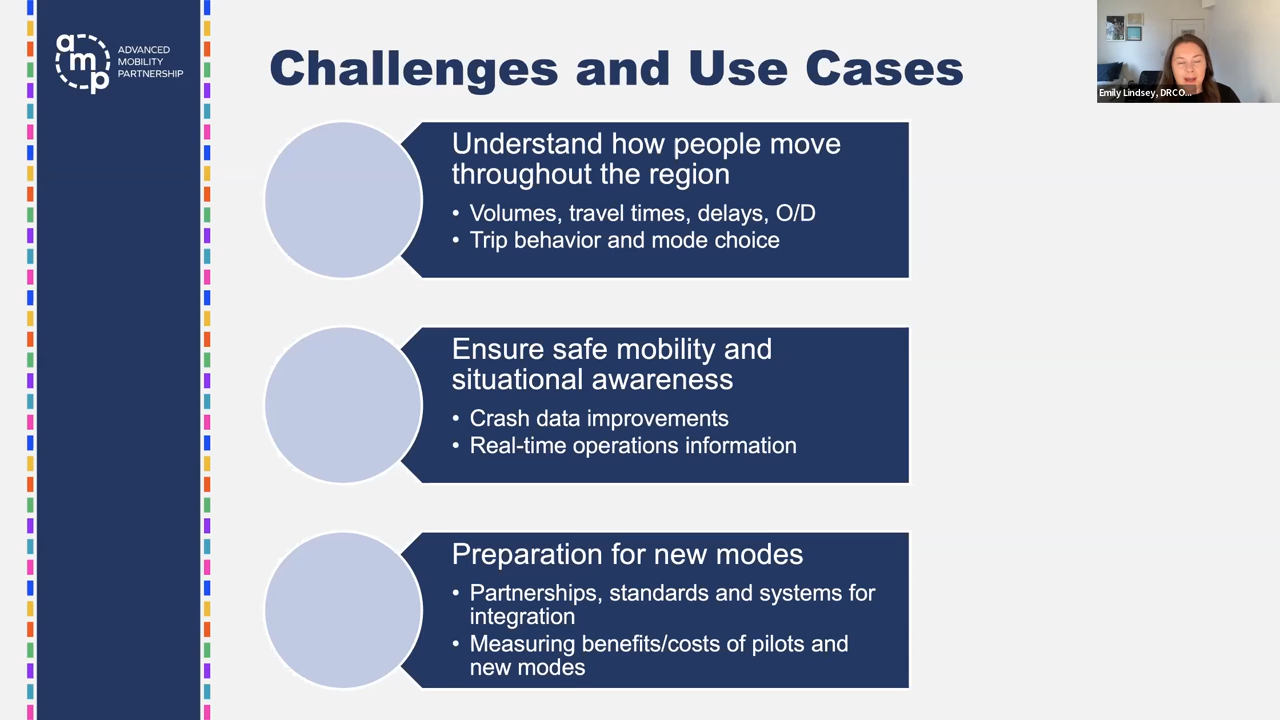 amp
ADVANCED
MOBILITY
PARTNERSHIP
Challenges and Use Cases
Emily Lindsey, DRCO...
Understand how people move
throughout the region
• Volumes, travel times, delays, O/D
• Trip behavior and mode choice
Ensure safe mobility and
situational awareness
• Crash data improvements
• Real-time operations information
Preparation for new modes
• Partnerships, standards and systems for
integration
• Measuring benefits/costs of pilots and
new modes